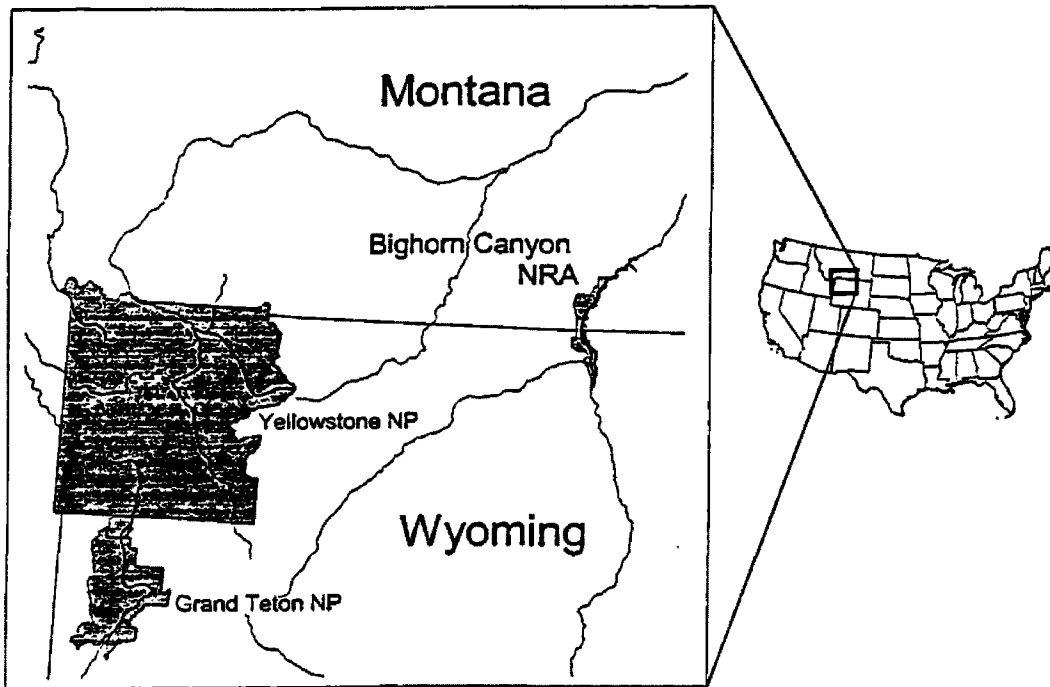 Montana
Bighorn Canyon
NRA
Yellowstone NP
Wyoming
Grand Teton NP